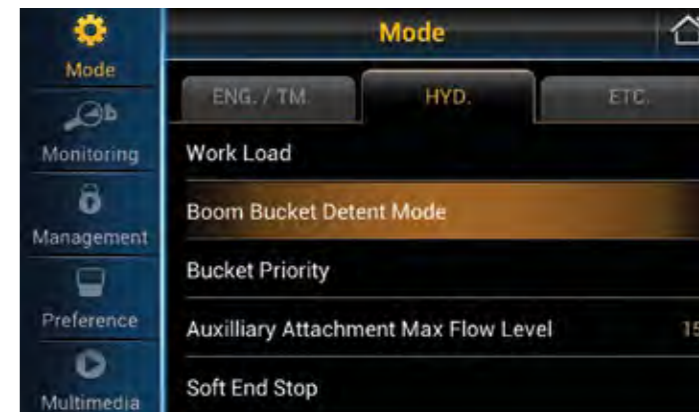 Mode
Mode
ENG. / TM.
HYD.
ETC.
Monitoring
Work Load
Management
Boom Bucket Detent Mode
Bucket Priority
Preference
Auxilliary Attachment Max Flow Level
15
Multimedia
Soft End Stop